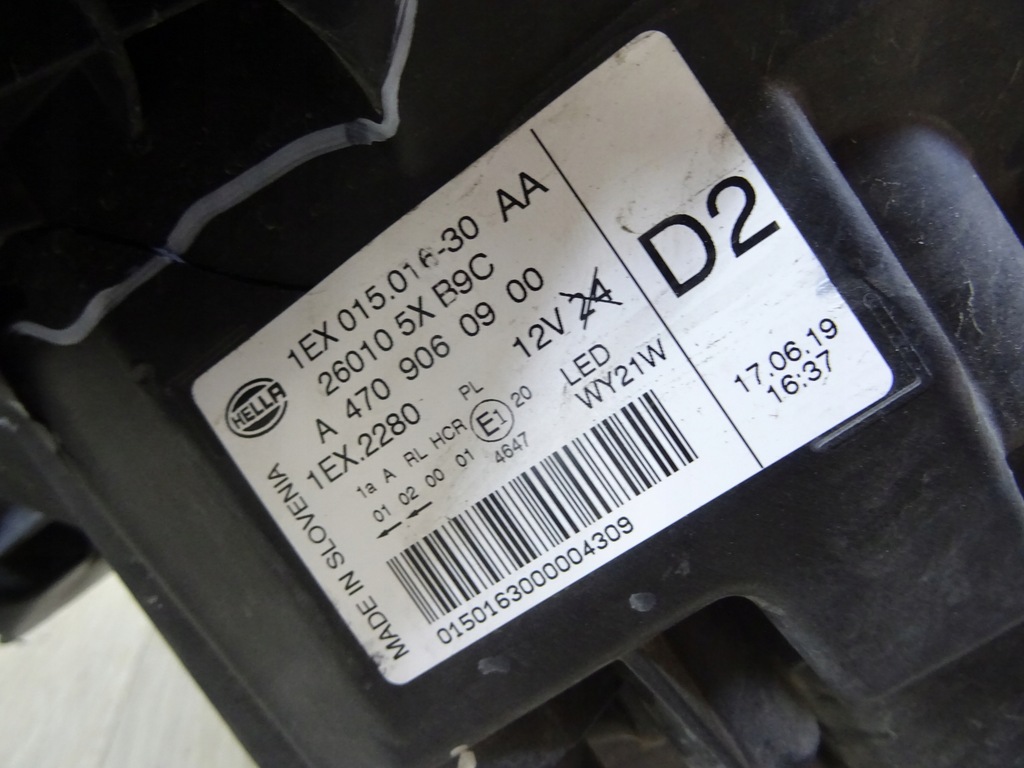 HELLA
1EX 015.016-30 AA
26010 5X B9C
A 470 906 09 00
1EX.2280 12V 24
PL LED
1a A RL HCR E1 20 WY21W
01 02 00 01 4647
MADE IN SLOVENIA
01501630000004309
D2
17.06.19
16:37